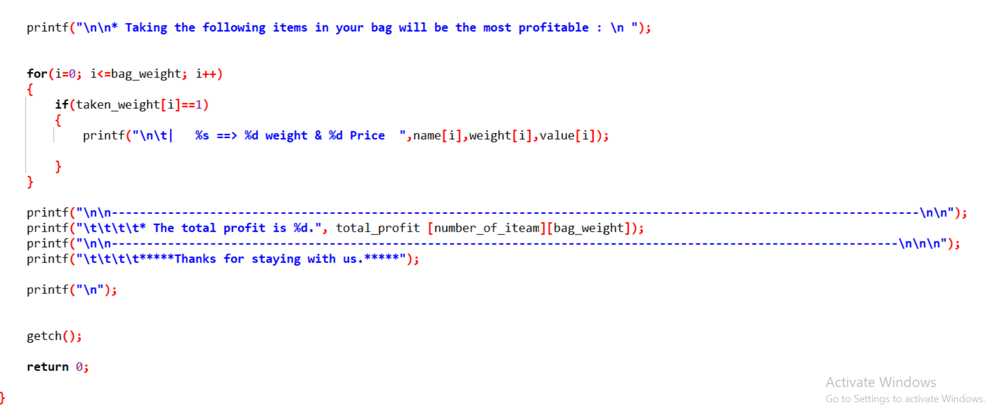 printf("\n\n* Taking the following items in your bag will be the most profitable : \n ");
for(i=0; i<=bag_weight; i++)
{
if(taken_weight[i]==1)
{
printf("\n\t|   %s ==> %d weight & %d Price  ",name[i],weight[i],value[i]);
}
}
printf("\n\n-------------------------------------------------------------------------------------------------------------------\n\n");
printf("\t\t\t\t* The total profit is %d.", total_profit [number_of_iteam][bag_weight]);
printf("\n\n----------------------------------------------------------------------------------------------------------------\n\n\n");
printf("\t\t\t\t*****Thanks for staying with us.*****");
printf("\n");
getch();
return 0;
}
Activate Windows
Go to Settings to activate Windows.